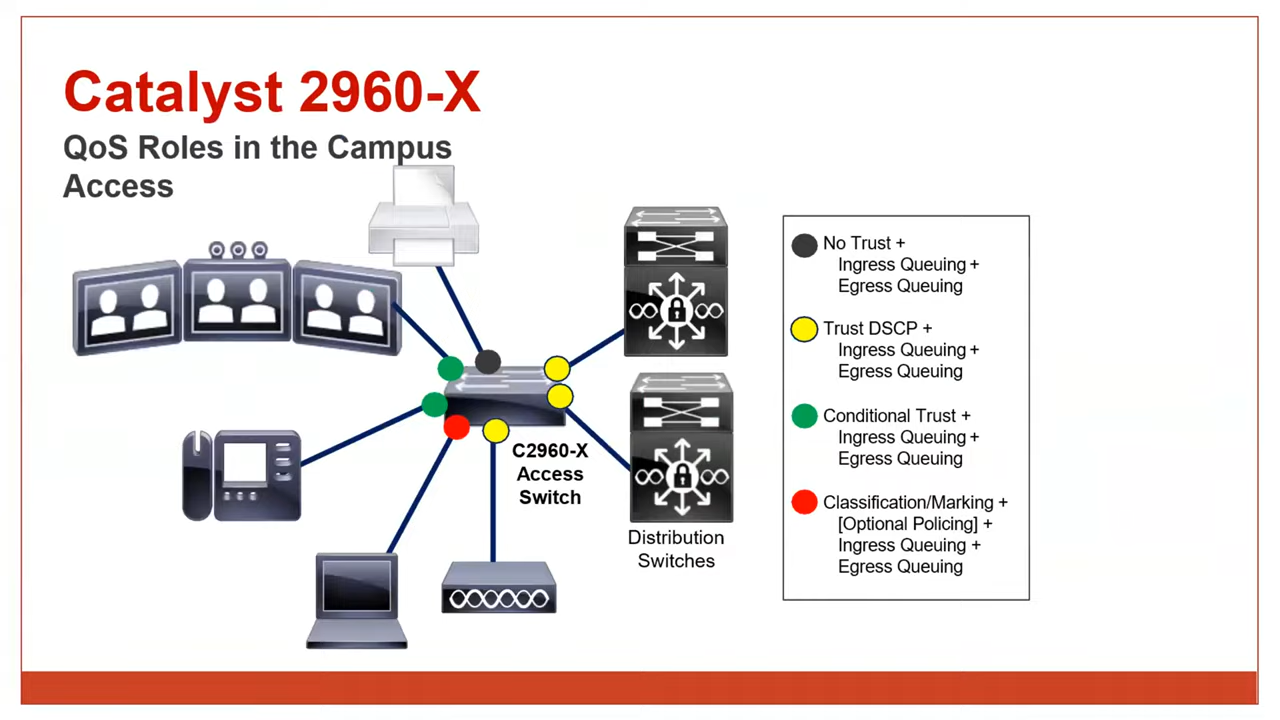 Catalyst 2960-X
QoS Roles in the Campus
Access
C2960-X
Access
Switch
Distribution
Switches
No Trust +
Ingress Queuing +
Egress Queuing
Trust DSCP +
Ingress Queuing +
Egress Queuing
Conditional Trust +
Ingress Queuing +
Egress Queuing
Classification/Marking +
[Optional Policing] +
Ingress Queuing +
Egress Queuing